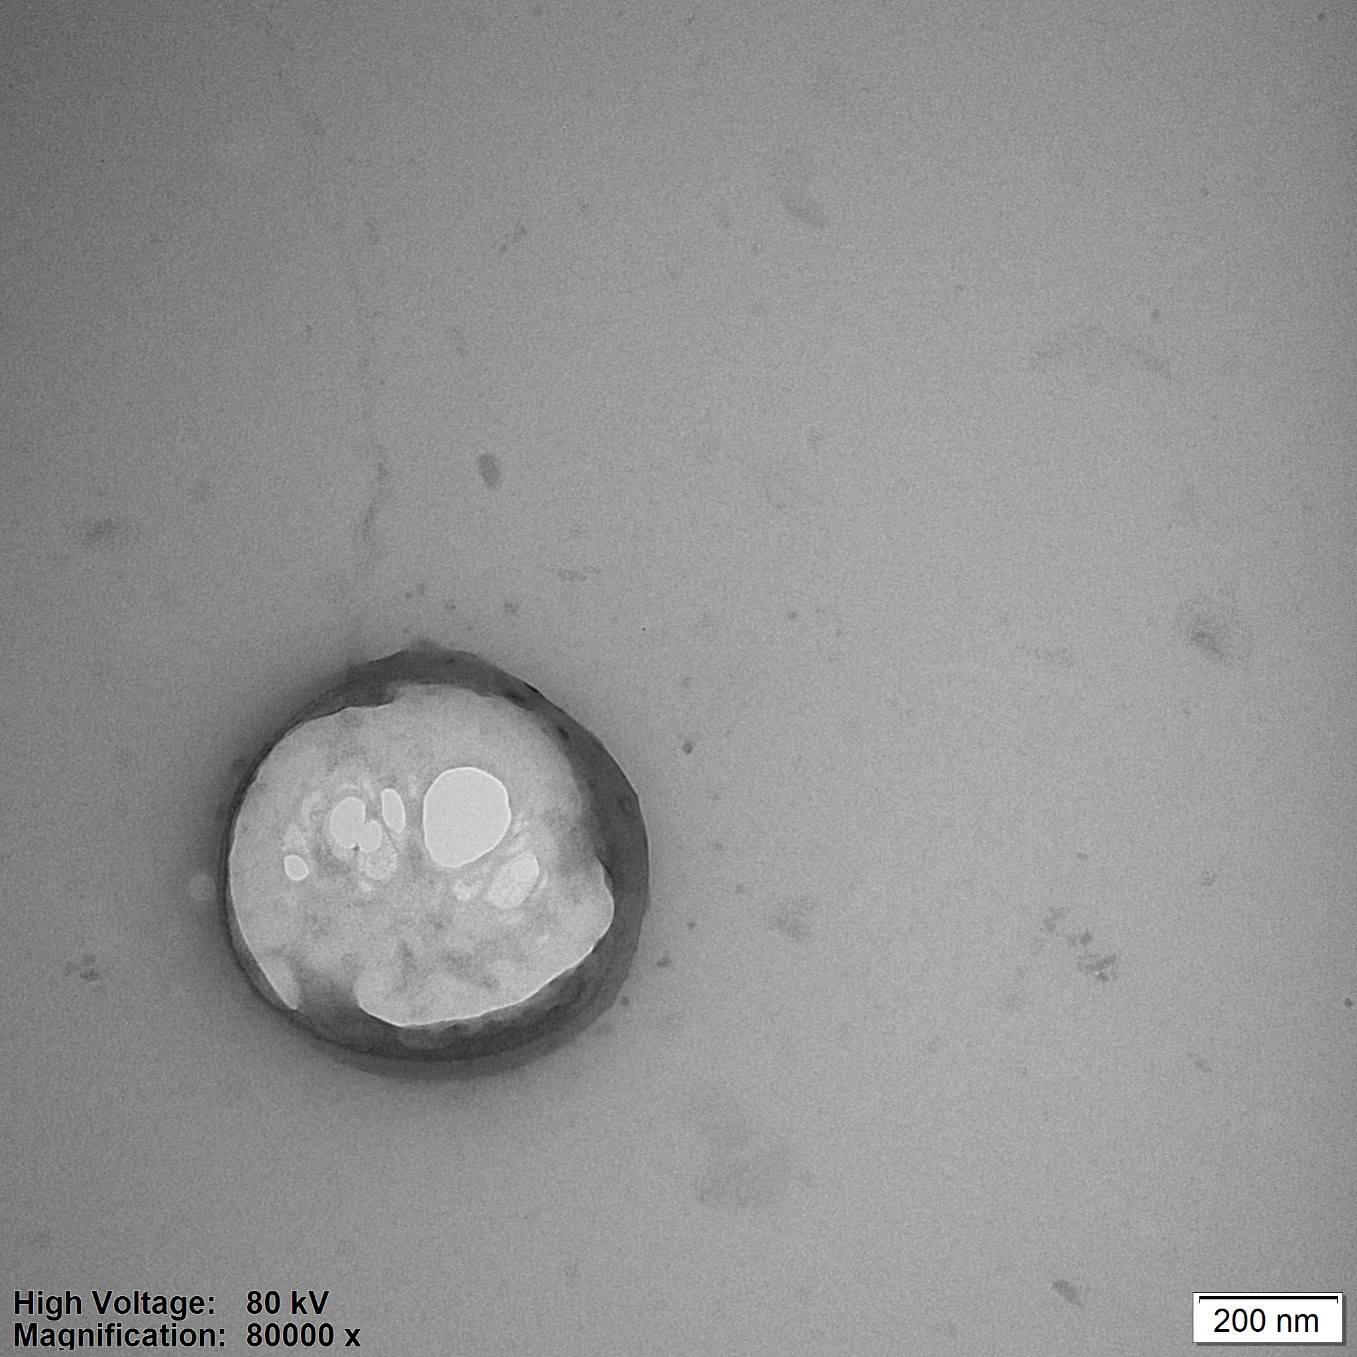 High Voltage: 80 kV
Magnification: 80000 x
200 nm